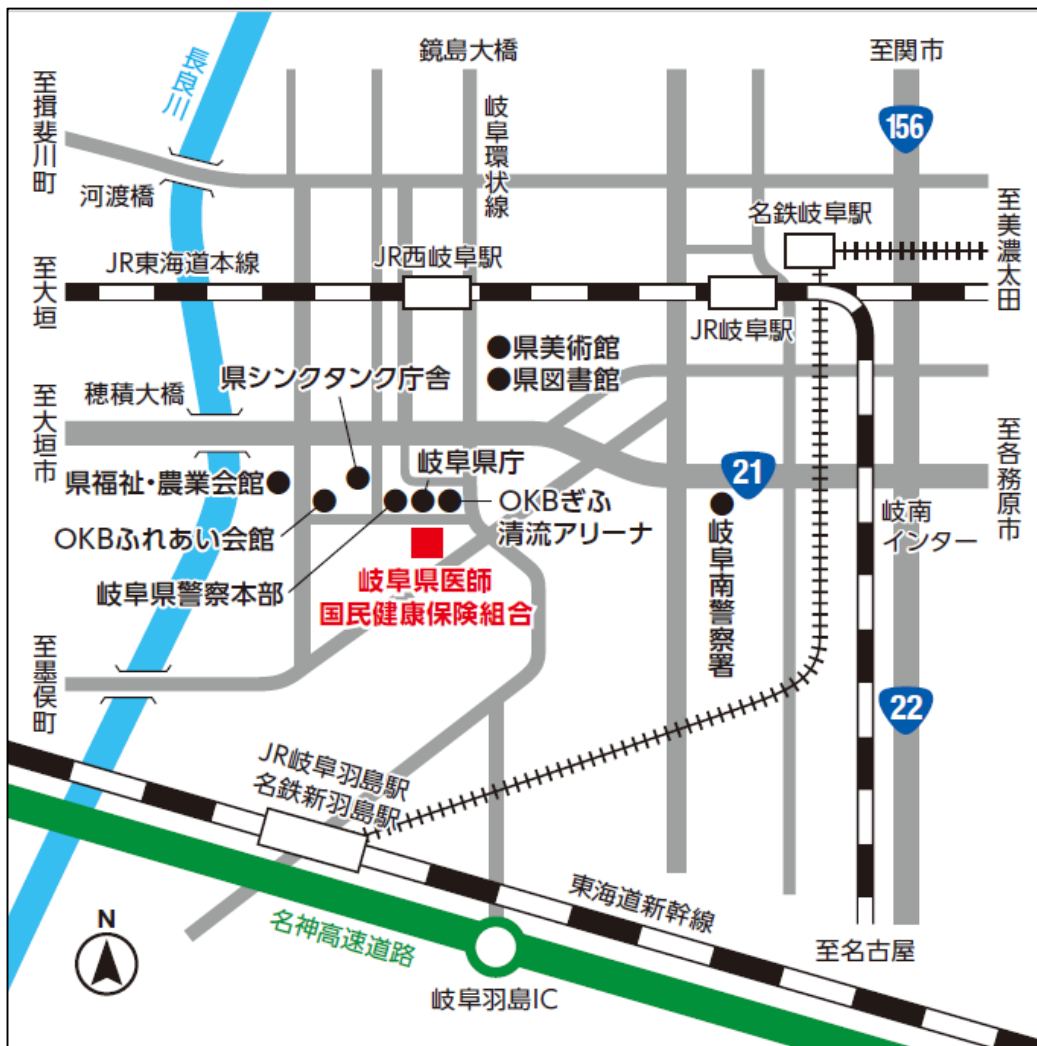 鏡島大橋
至関市
長良川
至揖斐川町
岐阜環状線
156
河渡橋
名鉄岐阜駅
至美濃太田
JR東海道本線
JR西岐阜駅
至大垣
JR岐阜駅
●県美術館
●県図書館
県シンクタンク庁舎
穂積大橋
至大垣市
至各務原市
岐阜県庁
21
県福祉・農業会館●
OKBぎふ
清流アリーナ
岐南
インター
OKBふれあい会館
岐阜南警察署
岐阜県警察本部
岐阜県医師
国民健康保険組合
至墨俣町
22
JR岐阜羽島駅
名鉄新羽島駅
東海道新幹線
名神高速道路
N
至名古屋
岐阜羽島IC